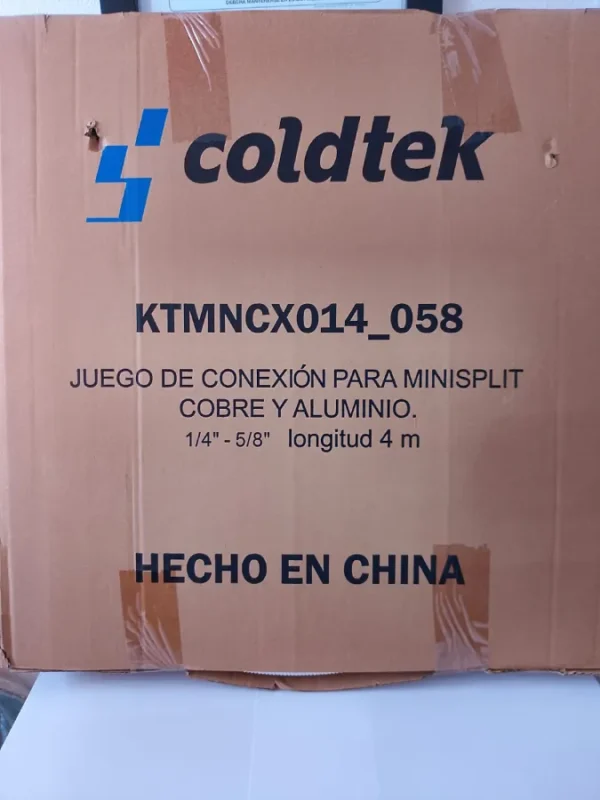 coldtek
KTMNCX014_058
JUEGO DE CONEXIÓN PARA MINISPLIT
COBRE Y ALUMINIO.
1/4" - 5/8" longitud 4 m
HECHO EN CHINA